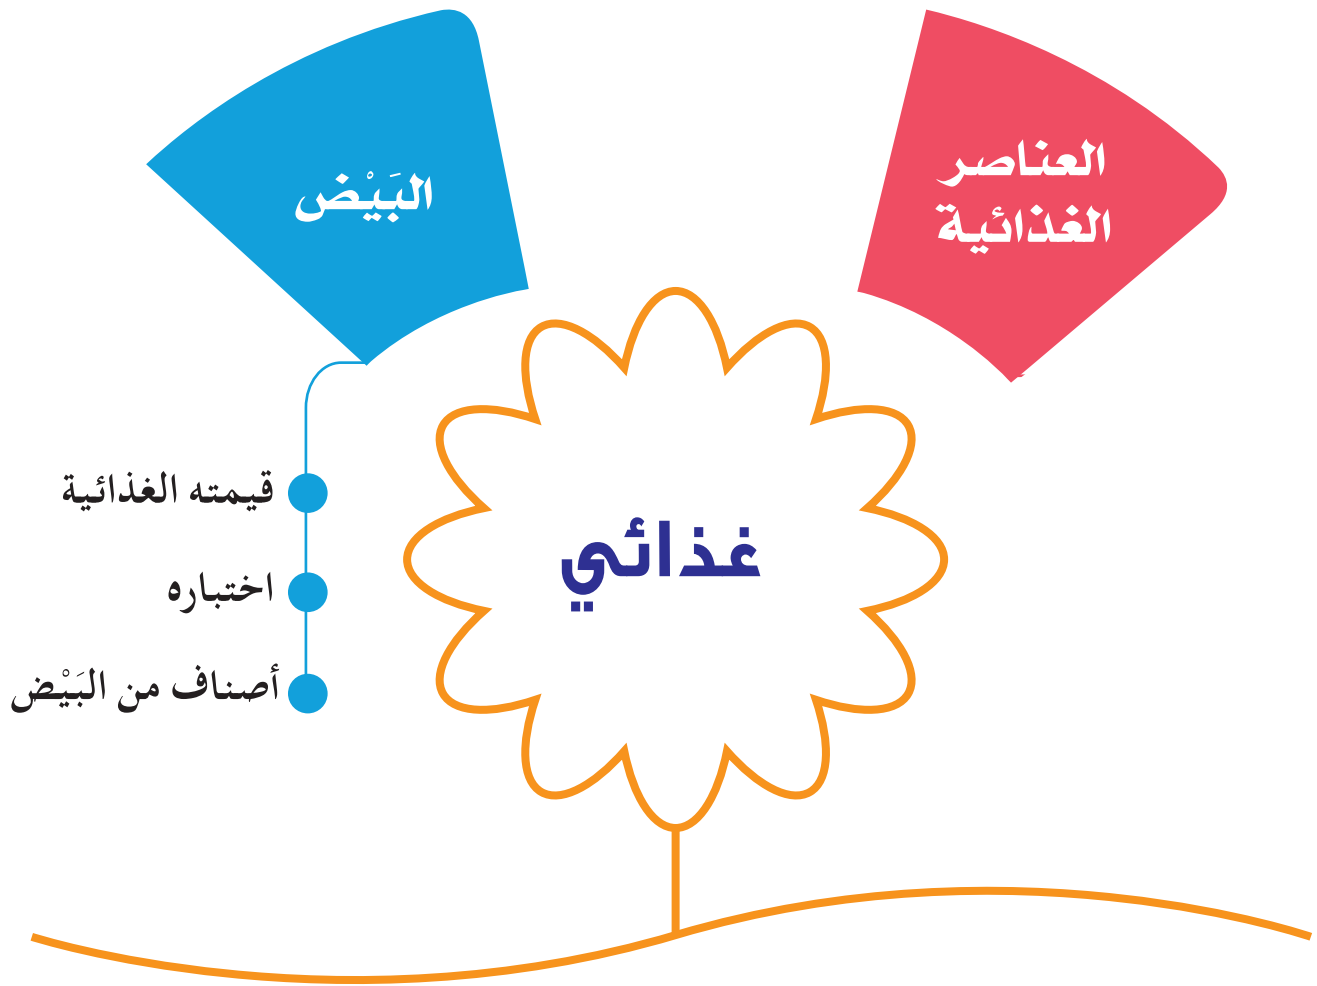 العناصر
الغذائية
البَيْض
غذائي
قيمته الغذائية
اختباره
أصناف من البَيْض